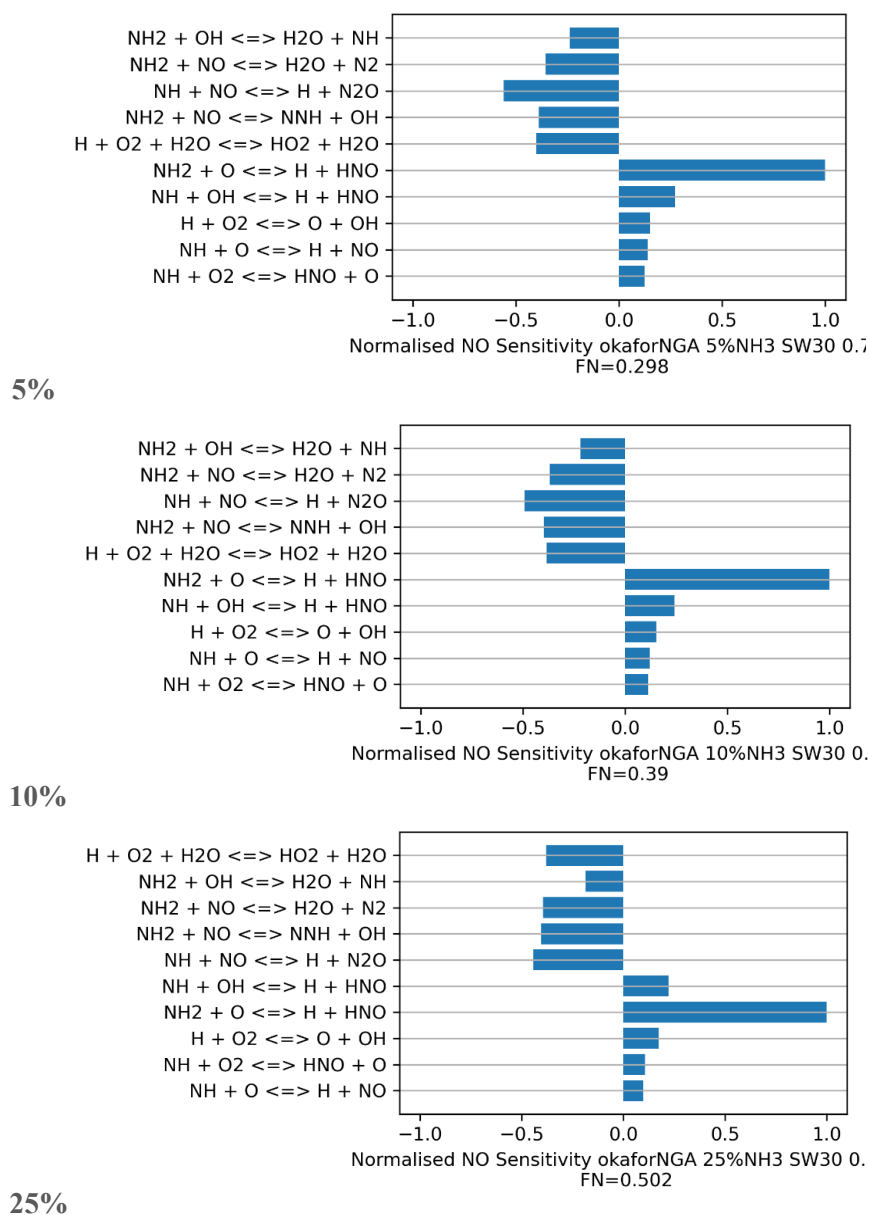 NH2 + OH <=> H2O + NH
NH2 + NO <=> H2O + N2
NH + NO <=> H + N2O
NH2 + NO <=> NNH + OH
H + O2 + H2O <=> HO2 + H2O
NH2 + O <=> H + HNO
NH + OH <=> H + HNO
H + O2 <=> O + OH
NH + O <=> H + NO
NH + O2 <=> HNO + O
−1.0 −0.5 0.0 0.5 1.0
Normalised NO Sensitivity okaforNGA 5%NH3 SW30 0.7
FN=0.298
5%
NH2 + OH <=> H2O + NH
NH2 + NO <=> H2O + N2
NH + NO <=> H + N2O
NH2 + NO <=> NNH + OH
H + O2 + H2O <=> HO2 + H2O
NH2 + O <=> H + HNO
NH + OH <=> H + HNO
H + O2 <=> O + OH
NH + O <=> H + NO
NH + O2 <=> HNO + O
−1.0 −0.5 0.0 0.5 1.0
Normalised NO Sensitivity okaforNGA 10%NH3 SW30 0.
FN=0.39
10%
H + O2 + H2O <=> HO2 + H2O
NH2 + OH <=> H2O + NH
NH2 + NO <=> H2O + N2
NH2 + NO <=> NNH + OH
NH + NO <=> H + N2O
NH + OH <=> H + HNO
NH2 + O <=> H + HNO
H + O2 <=> O + OH
NH + O2 <=> HNO + O
NH + O <=> H + NO
−1.0 −0.5 0.0 0.5 1.0
Normalised NO Sensitivity okaforNGA 25%NH3 SW30 0.
FN=0.502
25%